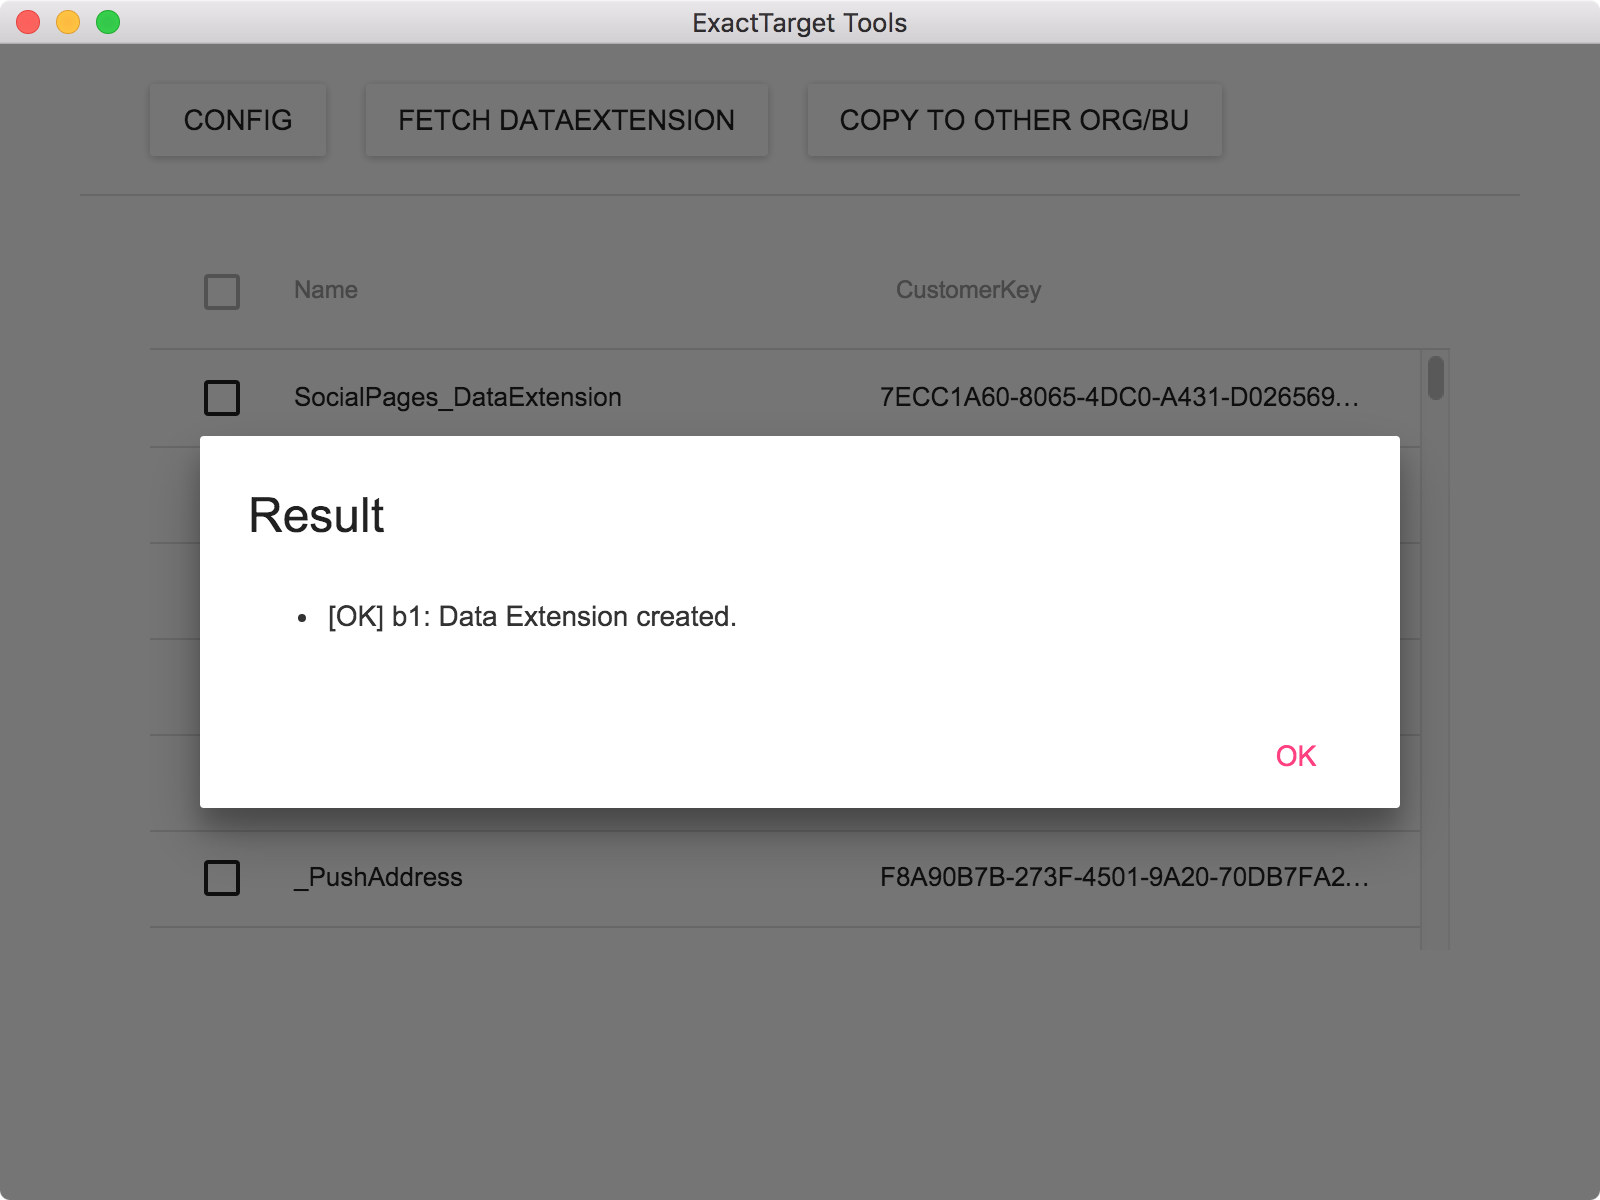 ExactTarget Tools
CONFIG
FETCH DATAEXTENSION
COPY TO OTHER ORG/BU
Name
CustomerKey
SocialPages_DataExtension
7ECC1A60-8065-4DC0-A431-D026569...
Result
[OK] b1: Data Extension created.
OK
_PushAddress
F8A90B7B-273F-4501-9A20-70DB7FA2...